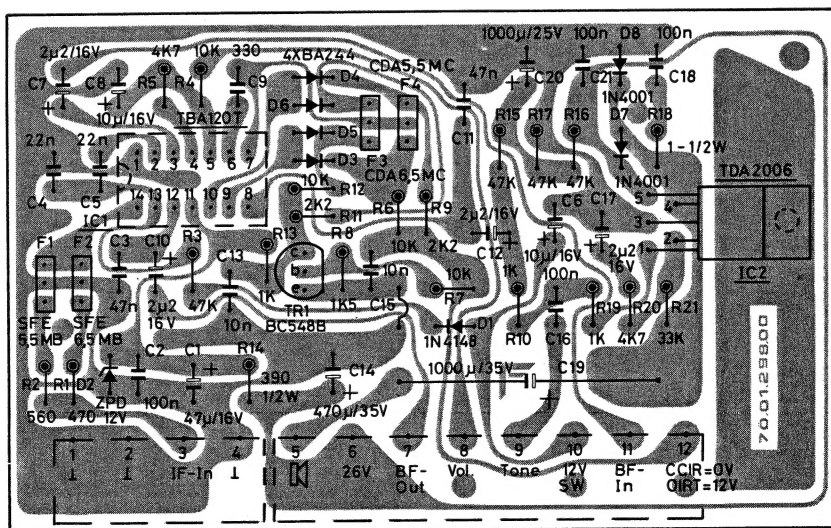 1000µ/25V 100n D8 100n
2µ2/16V 4K7 10K 330 4XBA244 CDA5,5MC
C7 C8 R5 R4 C9 D4 F4 47n C20 C21 C18
10µ/16V D6 C11 R15 R17 R16 1N4001 D7 R18
TBA120T
22n 22n D5 1-1/2W
1 2 3 4 5 6 7 D3 F3 TDA2006
10K CDA6,5MC 47K 47K 47K 1N4001
14 13 12 11 10 9 8 R12 5
C4 C5 2K2 R6 R9 2µ2/16V C6 C17 4
IC1 R11 3
F1 F2 C3 C10 R3 C13 R13 R8 10K 2K2 C12 10µ/16V 2µ2 2
16V 1
c 10n 10K 1K 100n IC2
b
e
47n 2µ2 47K 1K TR1 1K5 C15 R7 R10 C16 R19 R20 R21
16V 10n BC548B D1 1K 4K7 33K
SFE SFE 1N4148
5,5MB 6,5MB C2 C1 R14 390 C14 1000µ/35V C19
R2 R1 D2 1/2W
560 470 ZPD 100n 47µ/16V 470µ/35V
12V
70.01.29800
1 2 3 4 5 6 7 8 9 10 11 12
⊥ ⊥ IF-In ⊥ 26V BF- Vol. Tone 12V BF- CCIR=0V
Out SW In OIRT=12V